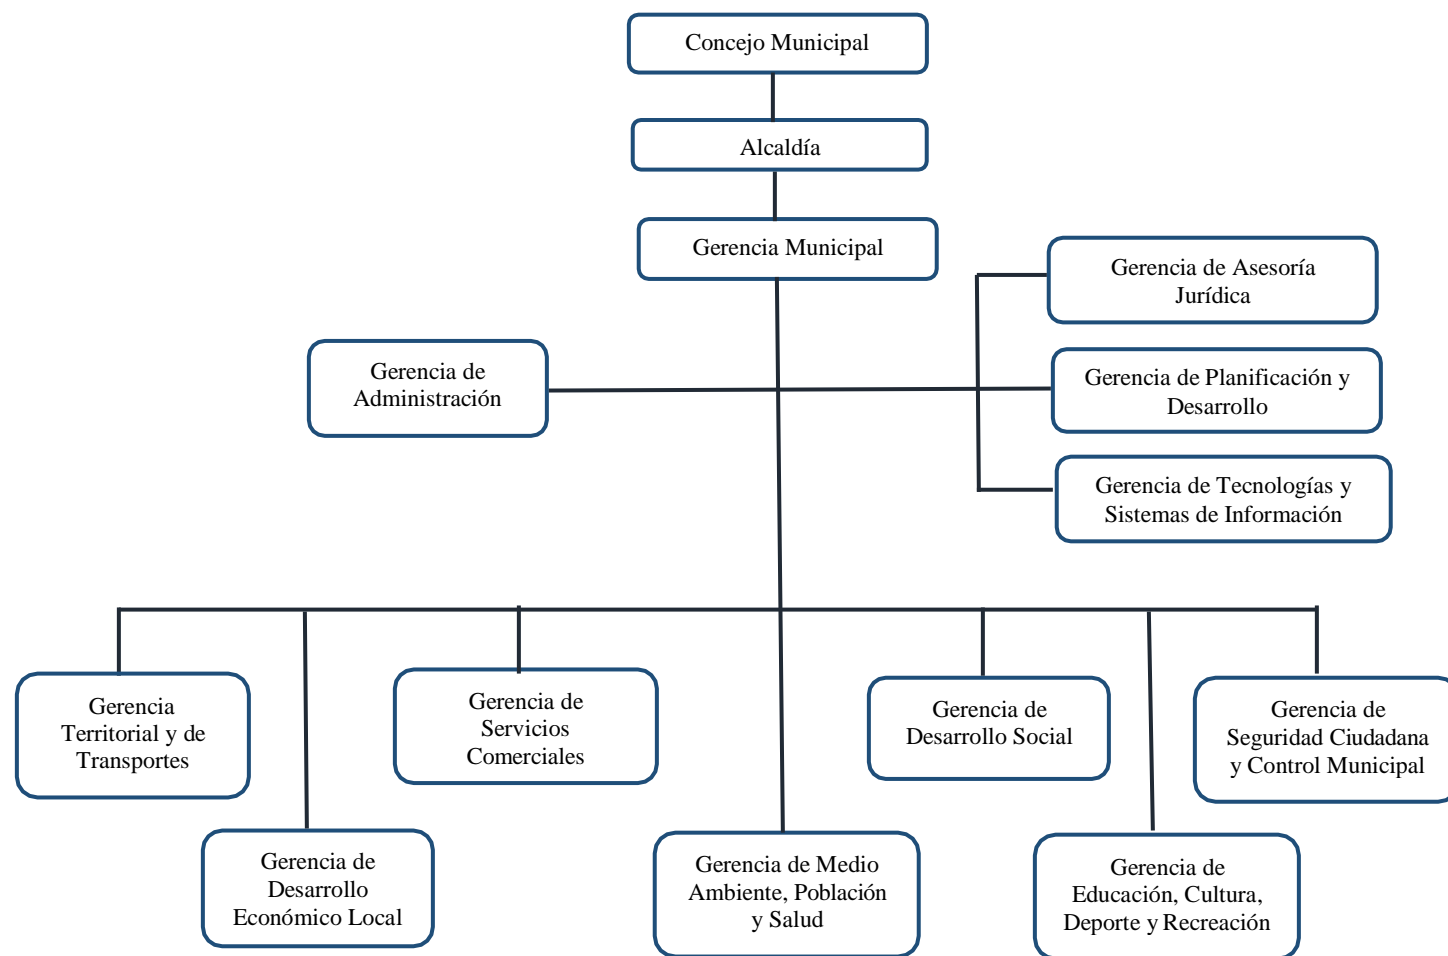 Concejo Municipal
Alcaldía
Gerencia Municipal
Gerencia de Asesoría
Jurídica
Gerencia de
Administración
Gerencia de Planificación y
Desarrollo
Gerencia de Tecnologías y
Sistemas de Información
Gerencia
Territorial y de
Transportes
Gerencia de
Servicios
Comerciales
Gerencia de
Desarrollo Social
Gerencia de
Seguridad Ciudadana
y Control Municipal
Gerencia de
Desarrollo
Económico Local
Gerencia de Medio
Ambiente, Población
y Salud
Gerencia de
Educación, Cultura,
Deporte y Recreación